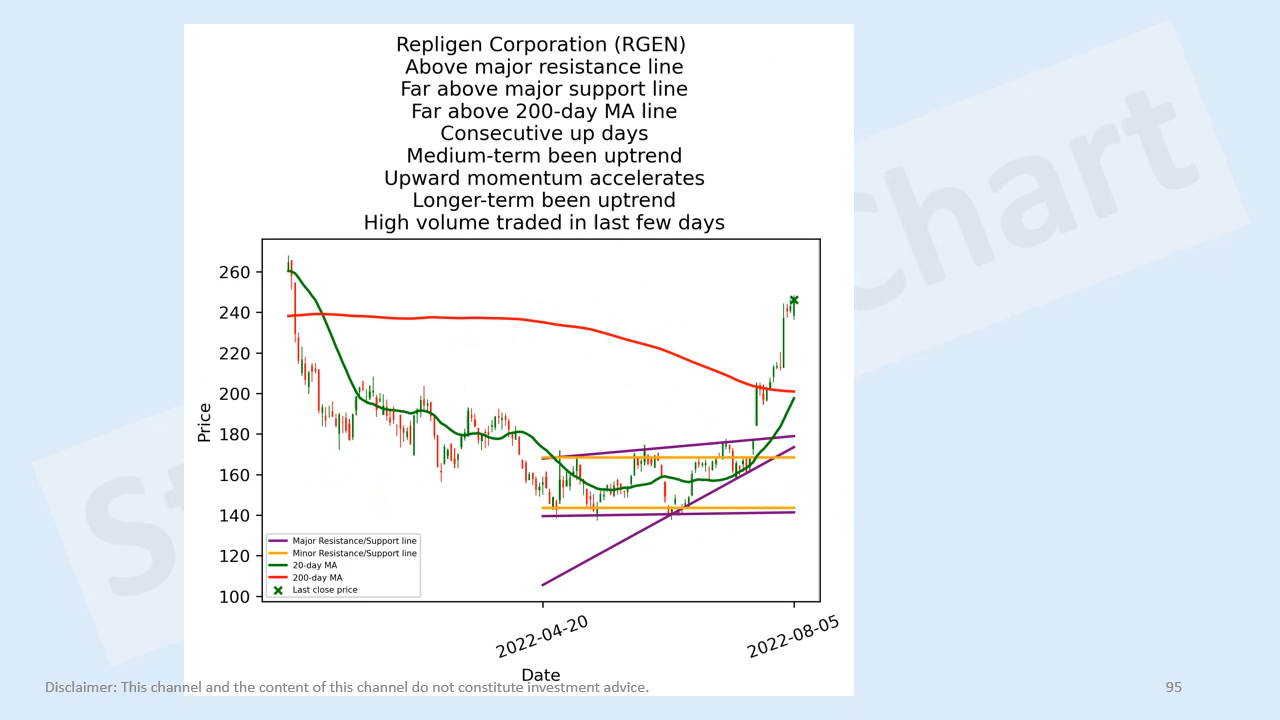 Repligen Corporation (RGEN)
Above major resistance line
Far above major support line
Far above 200-day MA line
Consecutive up days
Medium-term been uptrend
Upward momentum accelerates
Longer-term been uptrend
High volume traded in last few days
260
240
220
200
180
160
140
120
100
Price
Major Resistance/Support line
Minor Resistance/Support line
20-day MA
200-day MA
Last close price
2022-04-20
2022-08-05
Date
Disclaimer: This channel and the content of this channel do not constitute investment advice.
95